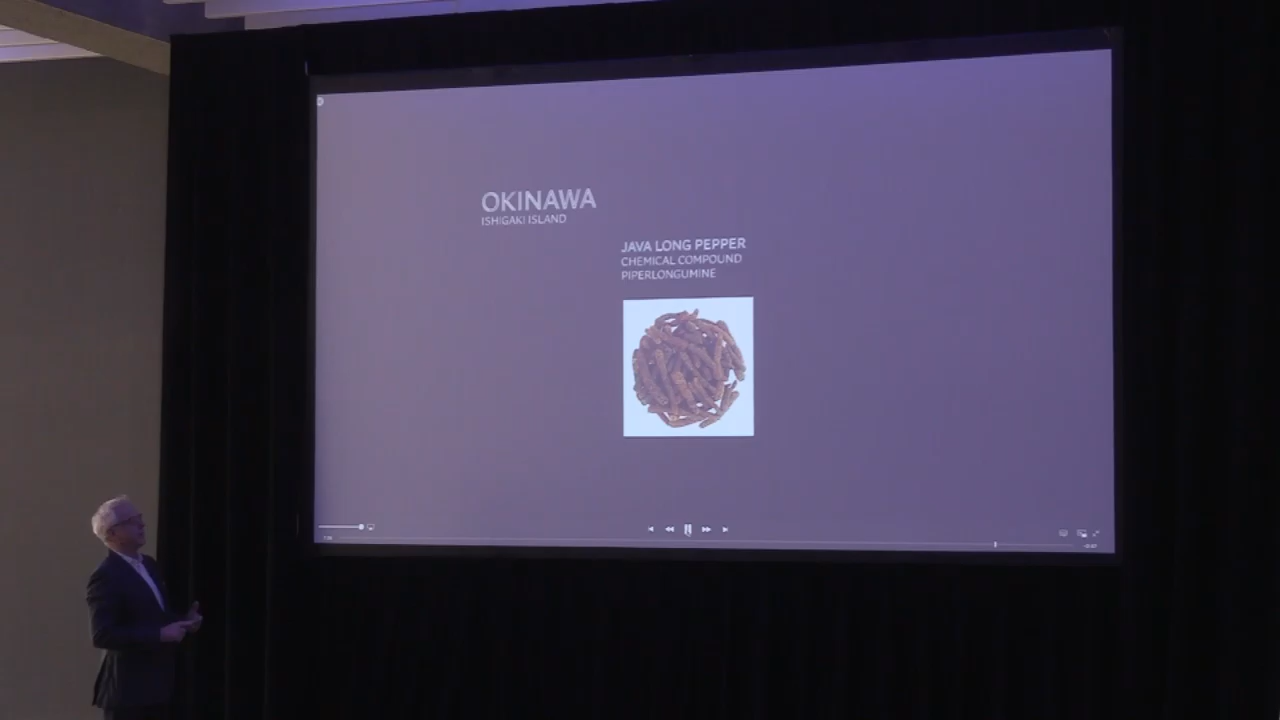 OKINAWA
ISHIGAKI ISLAND
JAVA LONG PEPPER
CHEMICAL COMPOUND
PIPERLONGUMINE